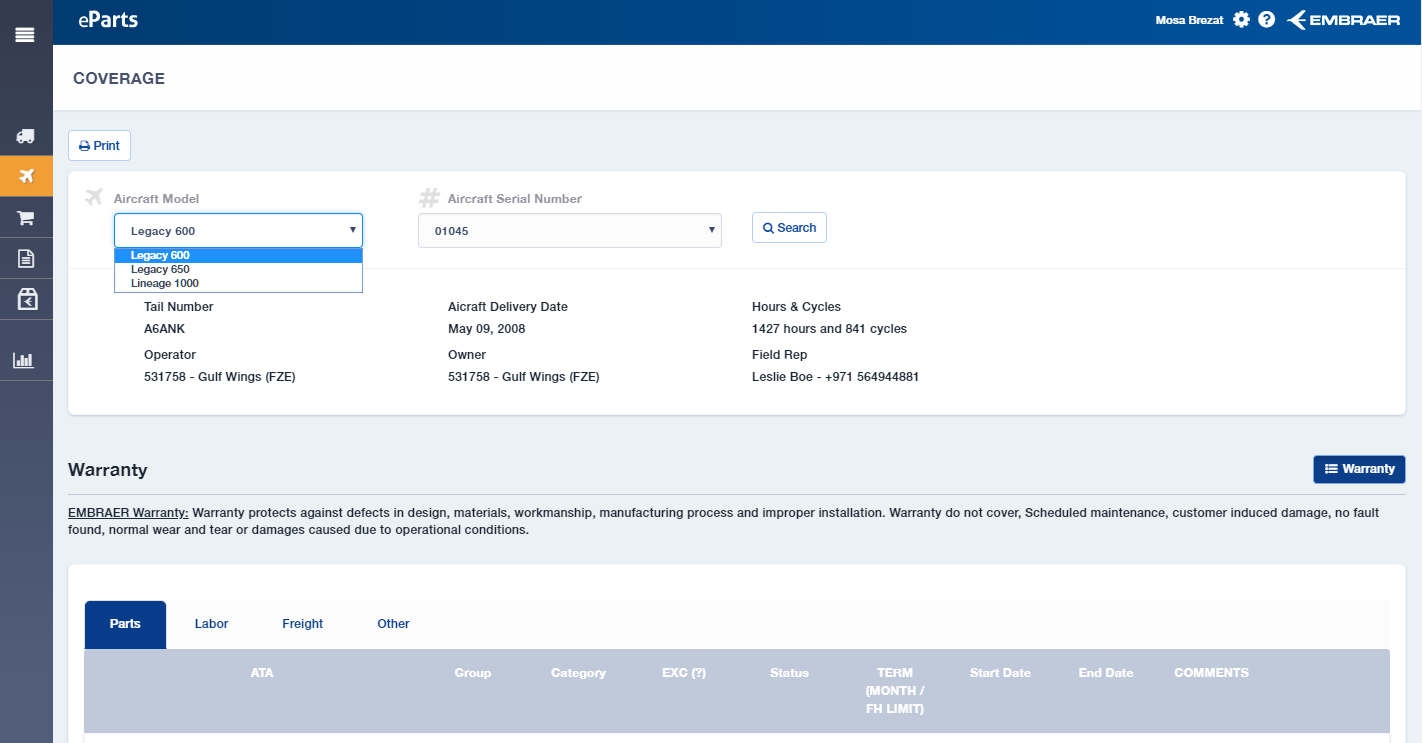 eParts
Mosa Brezat
EMBRAER
COVERAGE
Print
Aircraft Model
Aircraft Serial Number
Legacy 600
01045
Search
Legacy 600
Legacy 650
Lineage 1000
Tail Number
Aicraft Delivery Date
Hours & Cycles
A6ANK
May 09, 2008
1427 hours and 841 cycles
Operator
Owner
Field Rep
531758 - Gulf Wings (FZE)
531758 - Gulf Wings (FZE)
Leslie Boe - +971 564944881
Warranty
Warranty
EMBRAER Warranty: Warranty protects against defects in design, materials, workmanship, manufacturing process and improper installation. Warranty do not cover, Scheduled maintenance, customer induced damage, no fault
found, normal wear and tear or damages caused due to operational conditions.
Parts
Labor
Freight
Other
ATA
Group
Category
EXC (?)
Status
TERM
(MONTH /
FH LIMIT)
Start Date
End Date
COMMENTS